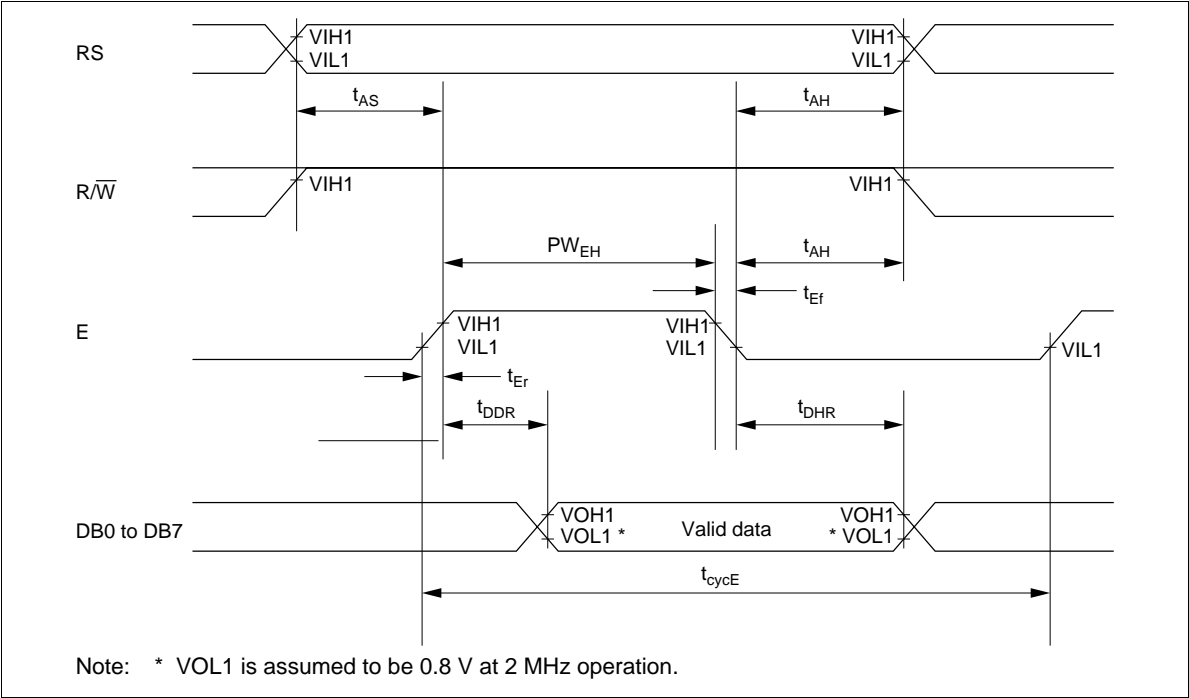 RS
VIH1
VIL1
VIH1
VIL1
tAS
tAH
R/W̅
VIH1
VIH1
PWEH
tAH
tEf
E
VIH1
VIL1
VIH1
VIL1
VIL1
tEr
tDDR
tDHR
DB0 to DB7
VOH1
VOL1 *
Valid data
VOH1
* VOL1
tcycE
Note: * VOL1 is assumed to be 0.8 V at 2 MHz operation.